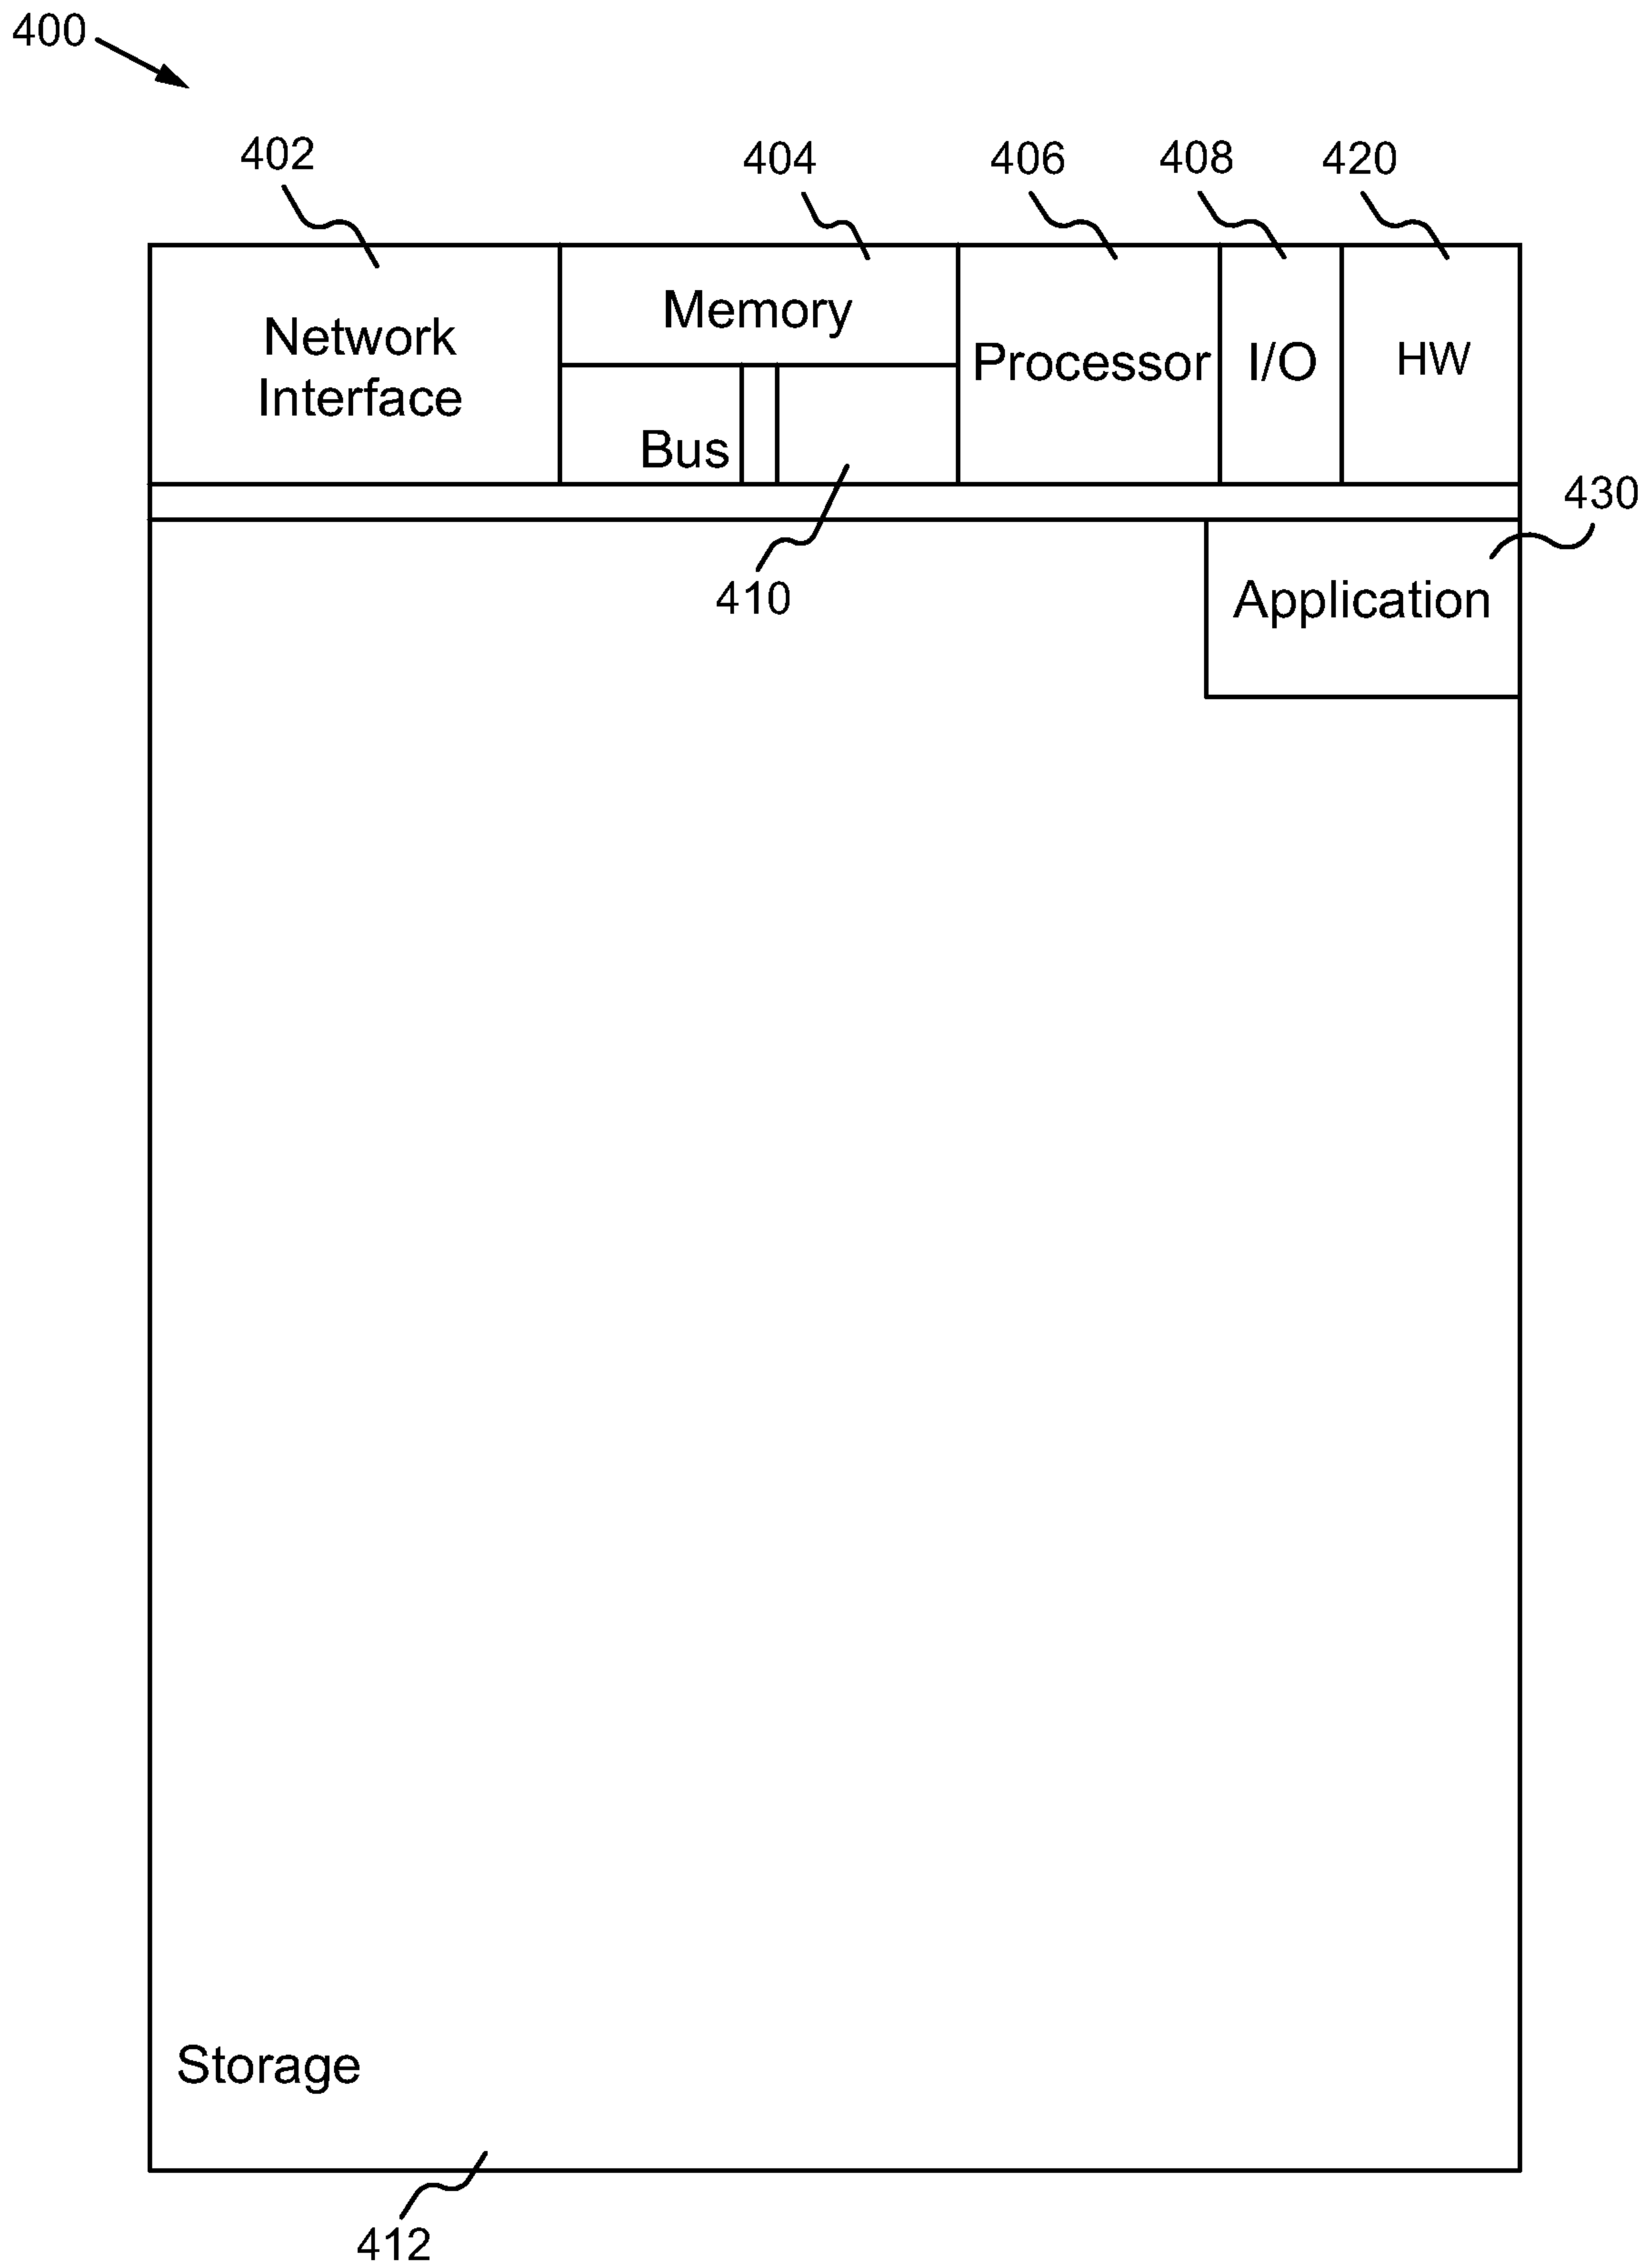 400
402
404
406
408
420
Network
Interface
Memory
Processor
I/O
HW
Bus
430
410
Application
Storage
412